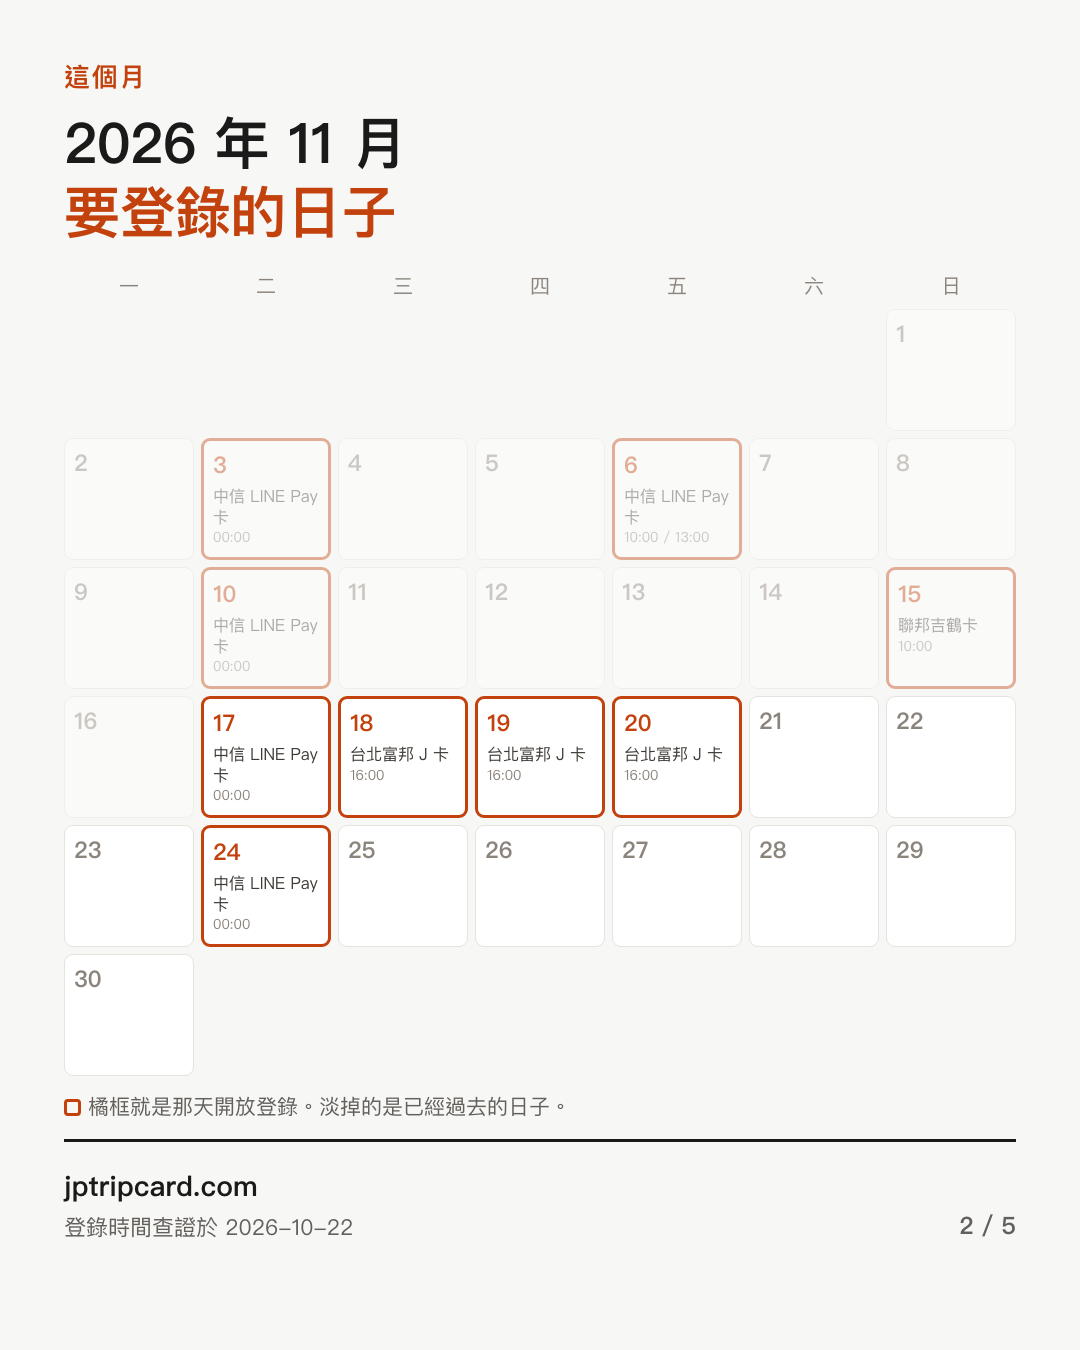 這個月
2026 年 11 月
要登錄的日子
一 二 三 四 五 六 日
1
2 3 4 5 6 7 8
中信 LINE Pay 中信 LINE Pay
卡 卡
00:00 10:00 / 13:00
9 10 11 12 13 14 15
中信 LINE Pay 聯邦吉鶴卡
卡 10:00
00:00
16 17 18 19 20 21 22
中信 LINE Pay 台北富邦 J 卡 台北富邦 J 卡 台北富邦 J 卡
卡 16:00 16:00 16:00
00:00
23 24 25 26 27 28 29
中信 LINE Pay
卡
00:00
30
橘框就是那天開放登錄。淡掉的是已經過去的日子。
jptripcard.com
登錄時間查證於 2026-10-22
2 / 5